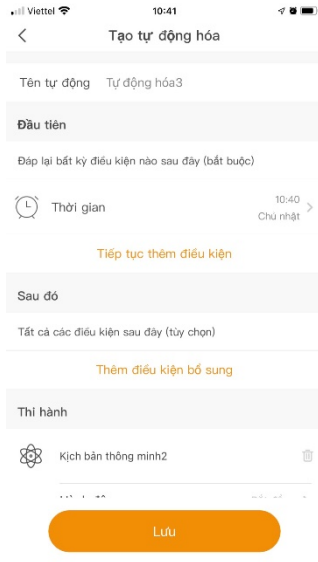 Viettel 10:41
Tạo tự động hóa
Tên tự động Tự động hóa3
Đầu tiên
Đáp lại bất kỳ điều kiện nào sau đây (bắt buộc)
Thời gian 10:40
Chủ nhật
Tiếp tục thêm điều kiện
Sau đó
Tất cả các điều kiện sau đây (tùy chọn)
Thêm điều kiện bổ sung
Thi hành
Kịch bản thông minh2
Lưu